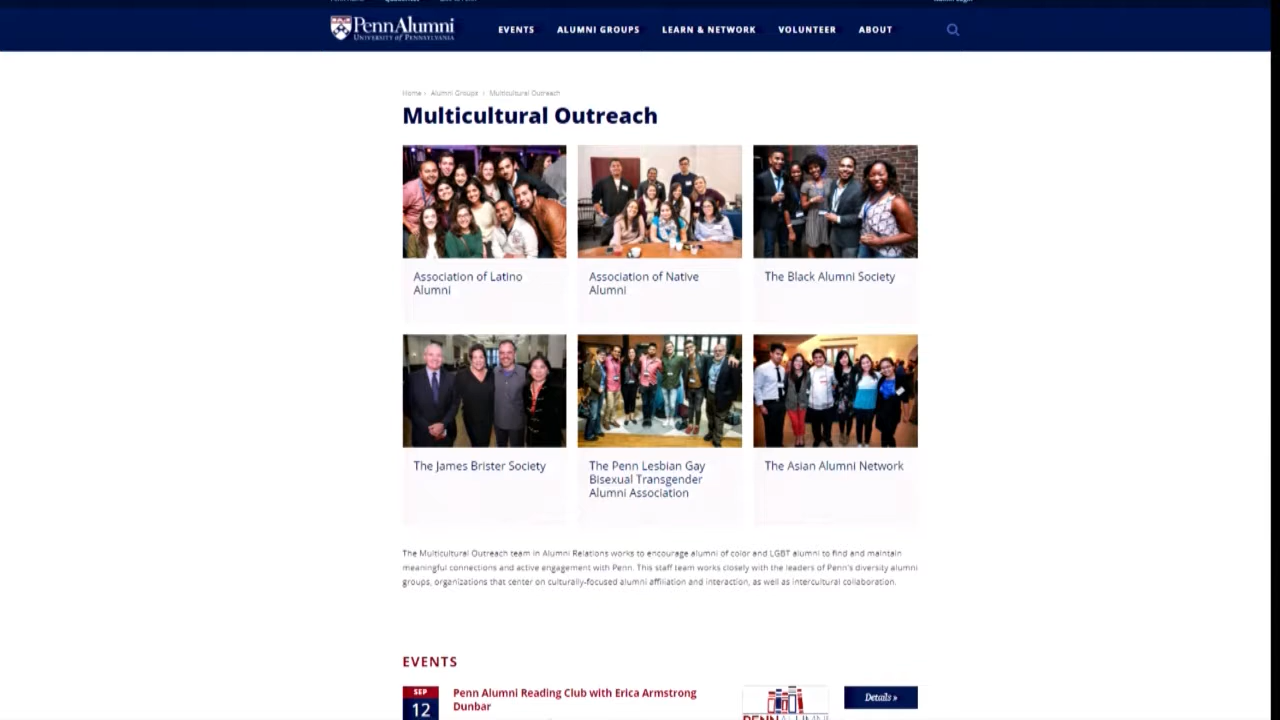 PennAlumni
UNIVERSITY of PENNSYLVANIA
EVENTS ALUMNI GROUPS LEARN & NETWORK VOLUNTEER ABOUT
Home › Alumni Groups › Multicultural Outreach
Multicultural Outreach
Association of Latino
Alumni
Association of Native
Alumni
The Black Alumni Society
The James Brister Society
The Penn Lesbian Gay
Bisexual Transgender
Alumni Association
The Asian Alumni Network
The Multicultural Outreach team in Alumni Relations works to encourage alumni of color and LGBT alumni to find and maintain
meaningful connections and active engagement with Penn. This staff team works closely with the leaders of Penn's diversity alumni
groups, organizations that center on culturally-focused alumni affiliation and interaction, as well as intercultural collaboration.
EVENTS
SEP
12
Penn Alumni Reading Club with Erica Armstrong
Dunbar
PENN ALUMNI
Details »